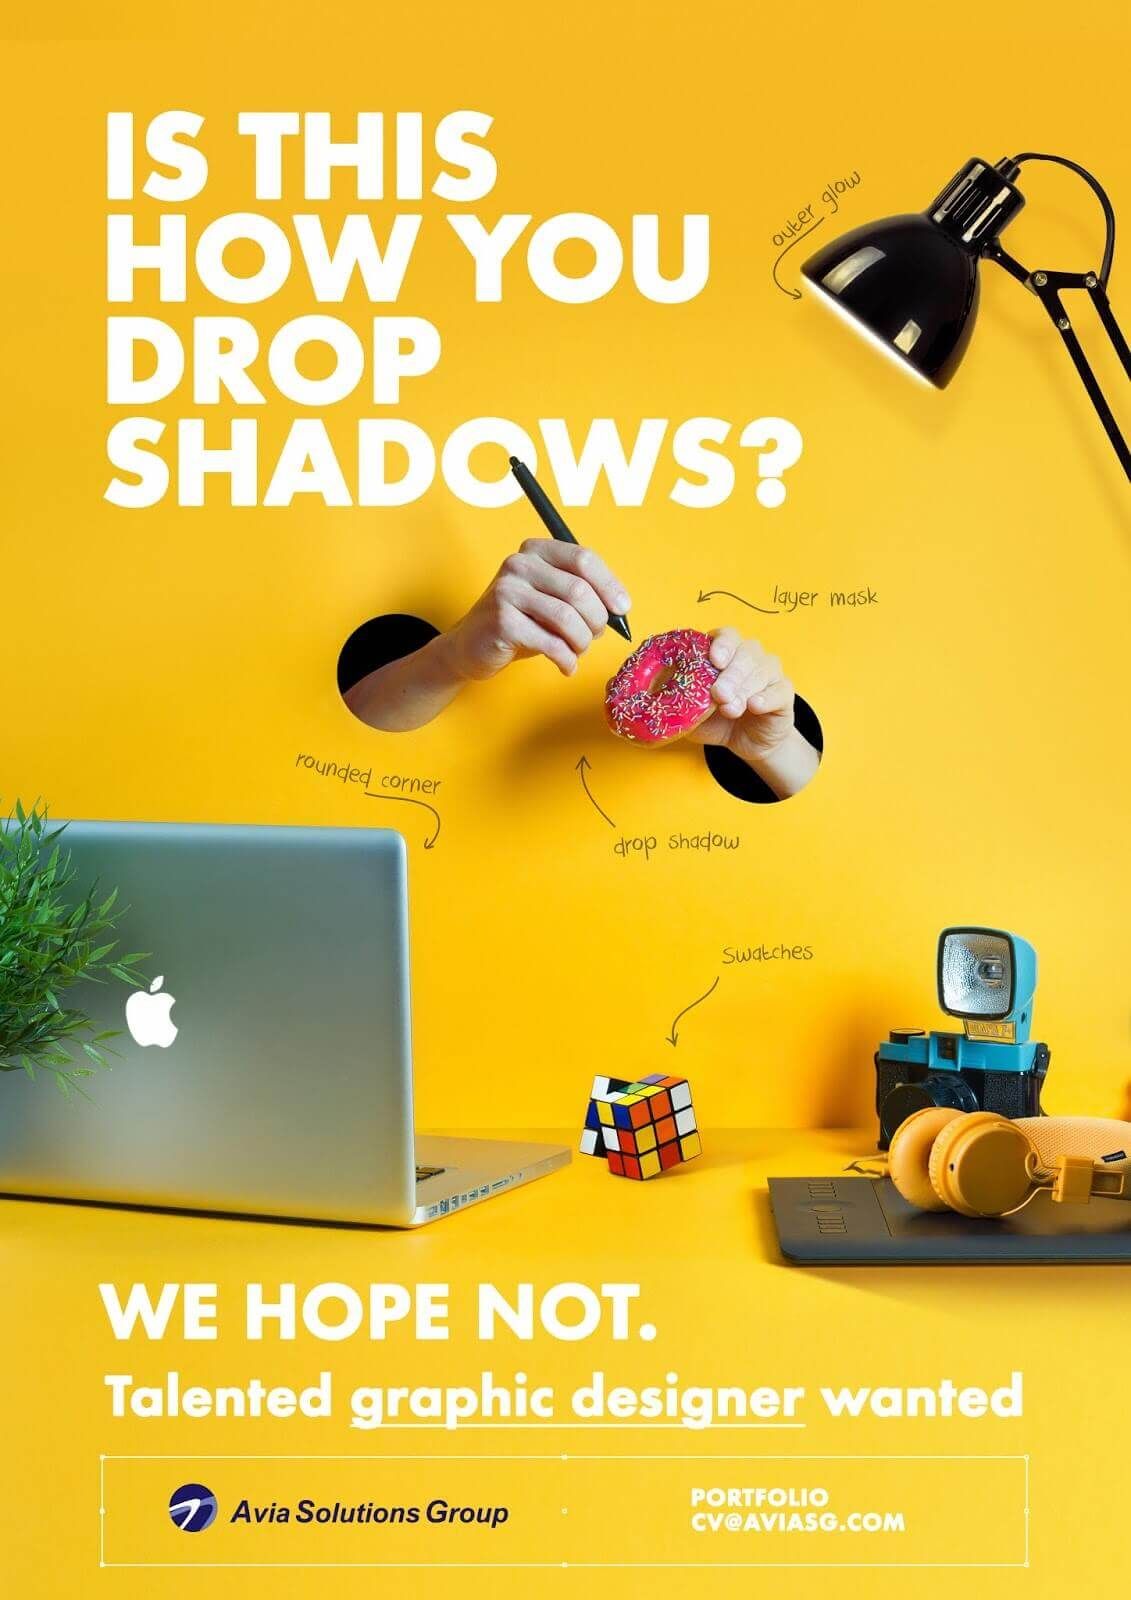 IS THIS
HOW YOU
DROP
SHADOWS?
outer glow
layer mask
rounded corner
drop shadow
swatches
WE HOPE NOT.
Talented graphic designer wanted
Avia Solutions Group
PORTFOLIO
CV@AVIASG.COM